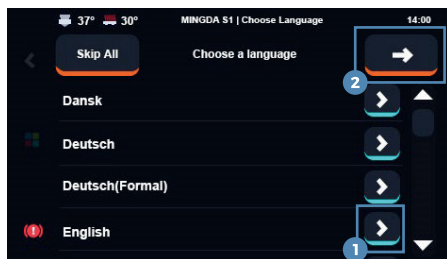 37° 30° MINGDA S1 | Choose Language 14:00
Skip All Choose a language
2
Dansk
Deutsch
Deutsch(Formal)
English
1